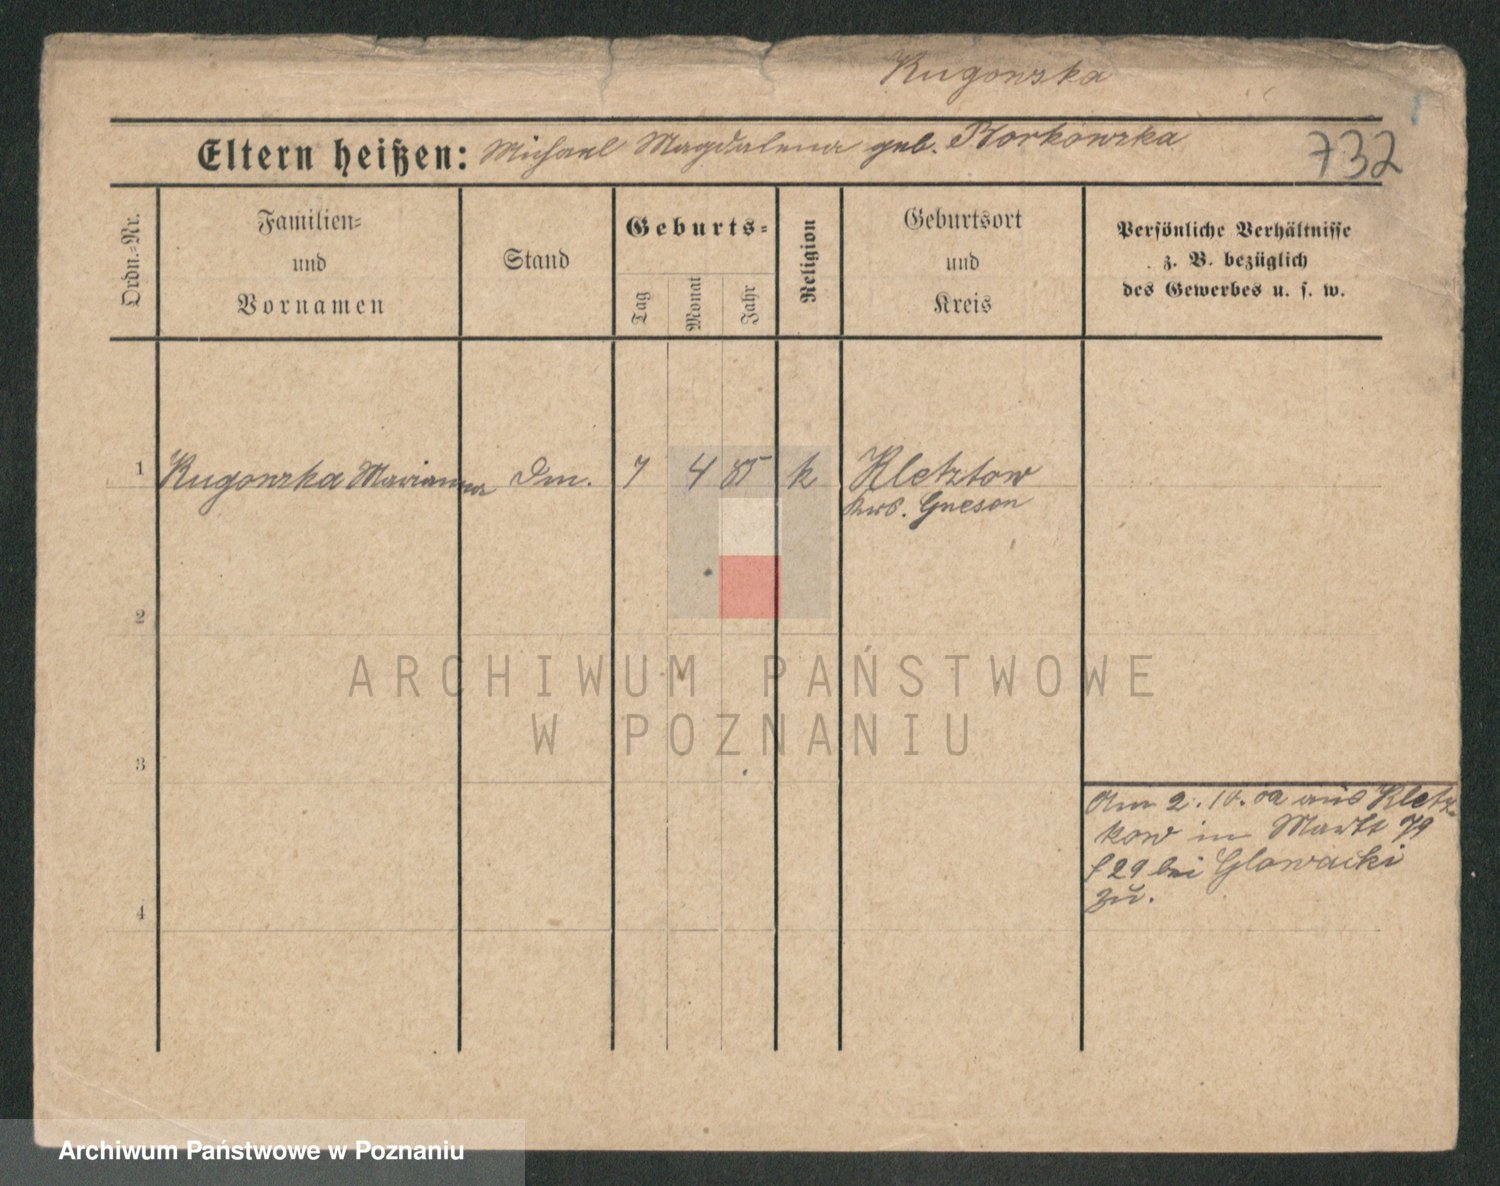 Rugowska
Eltern heißen: Michael Magdalena geb. Borkowska
732
Ordn.=Nr.
Familien=
und
Vornamen
Stand
Geburts=
Tag
Monat
Jahr
Religion
Geburtsort
und
Kreis
Persönliche Verhältnisse
z. B. bezüglich
des Gewerbes u. s. w.
1 Rugowska Marianna Dm. 7 4 85 k Kletzkow
Krs. Gnesen
2
ARCHIWUM PAŃSTWOWE
W POZNANIU
3
Am 2. 10. 02 aus Kletz-
kow in Markt 79
f 29 bei Glowacki
zu.
4
Archiwum Państwowe w Poznaniu